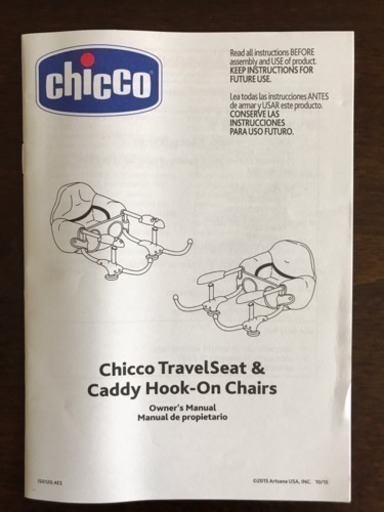 chicco
Read all instructions BEFORE
assembly and USE of product.
KEEP INSTRUCTIONS FOR
FUTURE USE.
Lea todas las instrucciones ANTES
de armar y USAR este producto.
CONSERVE LAS
INSTRUCCIONES
PARA USO FUTURO.
Chicco TravelSeat &
Caddy Hook-On Chairs
Owner's Manual
Manual de propietario
©2015 Artsana USA, INC. 10/15